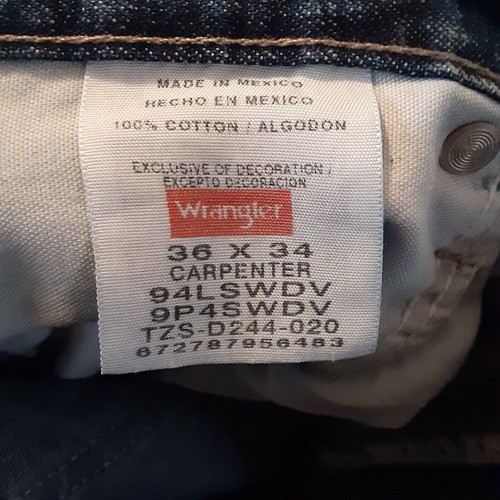 MADE IN MEXICO
HECHO EN MEXICO
100% COTTON / ALGODON
EXCLUSIVE OF DECORATION /
EXCEPTO DECORACION
Wrangler
36 X 34
CARPENTER
94LSWDV
9P4SWDV
TZS-D244-020
672787956483